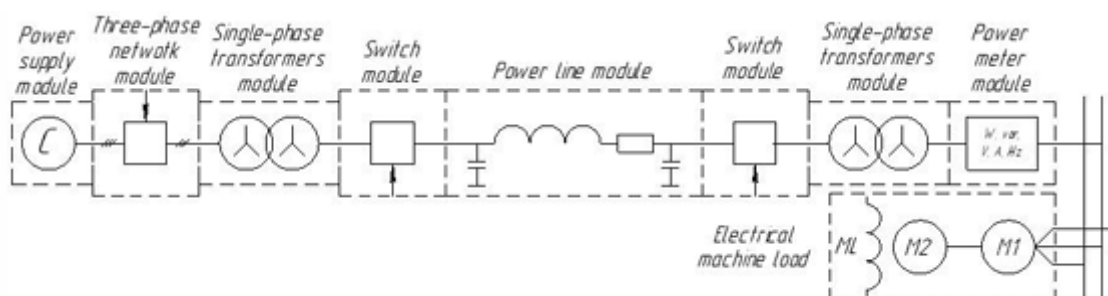 Power
supply
module
Three-phase
netwotk
module
Single-phase
transformers
module
Switch
module
Power line module
Switch
module
Single-phase
transformers
module
Power
meter
module
C
W. var.
V. A. Hz
Electrical
machine load
ML
M2
M1